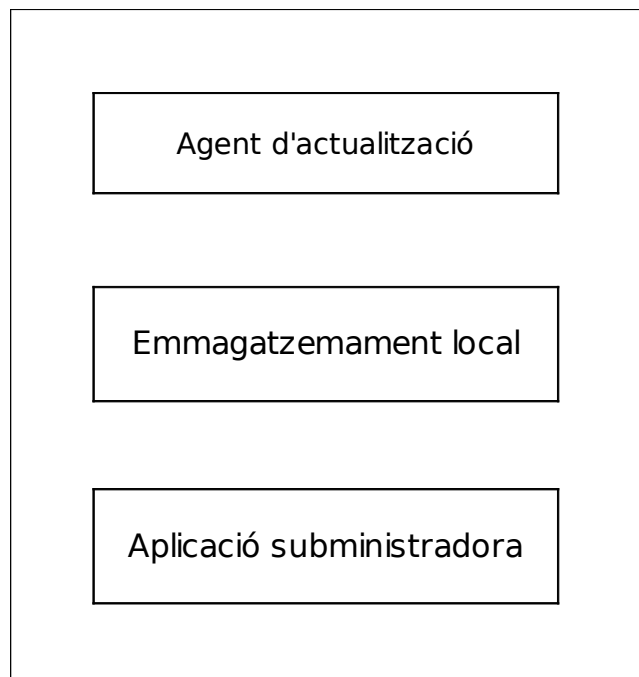 Agent d'actualització
Emmagatzemament local
Aplicació subministradora